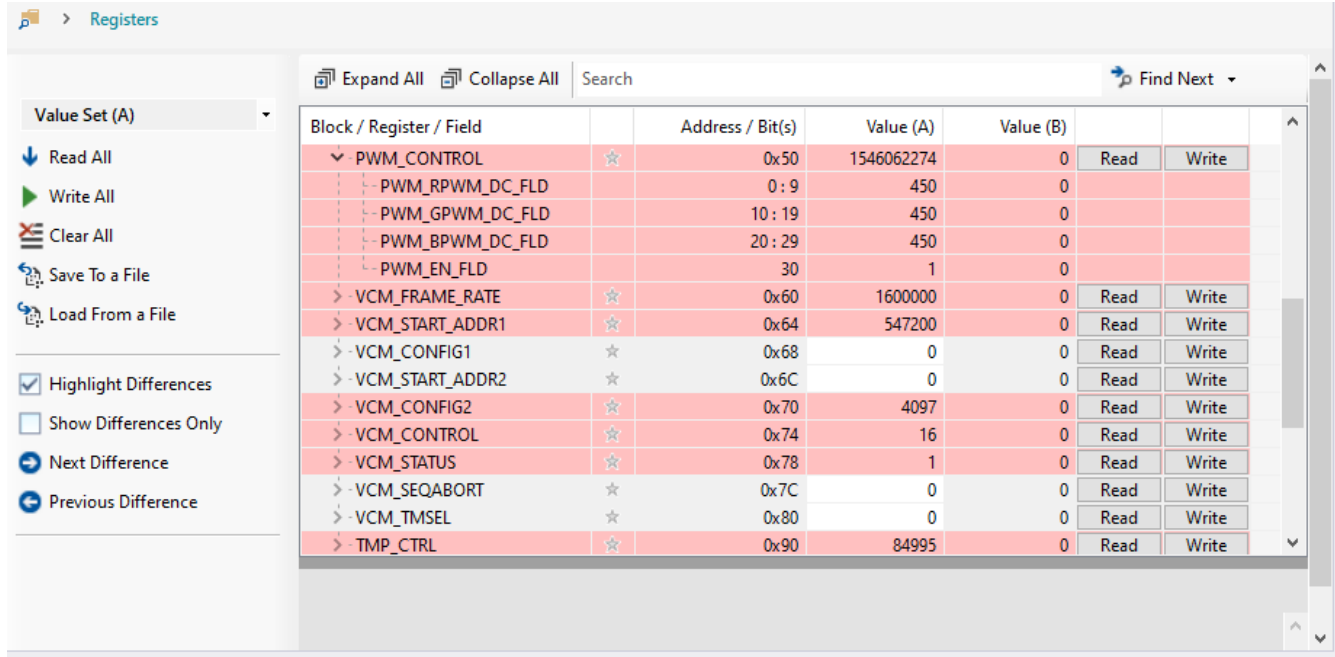 > Registers
Expand All Collapse All Search Find Next
Value Set (A)
Read All
Write All
Clear All
Save To a File
Load From a File
Highlight Differences
Show Differences Only
Next Difference
Previous Difference
Block / Register / Field Address / Bit(s) Value (A) Value (B)
PWM_CONTROL 0x50 1546062274 0 Read Write
PWM_RPWM_DC_FLD 0 : 9 450 0
PWM_GPWM_DC_FLD 10 : 19 450 0
PWM_BPWM_DC_FLD 20 : 29 450 0
PWM_EN_FLD 30 1 0
VCM_FRAME_RATE 0x60 1600000 0 Read Write
VCM_START_ADDR1 0x64 547200 0 Read Write
VCM_CONFIG1 0x68 0 0 Read Write
VCM_START_ADDR2 0x6C 0 0 Read Write
VCM_CONFIG2 0x70 4097 0 Read Write
VCM_CONTROL 0x74 16 0 Read Write
VCM_STATUS 0x78 1 0 Read Write
VCM_SEQABORT 0x7C 0 0 Read Write
VCM_TMSEL 0x80 0 0 Read Write
TMP_CTRL 0x90 84995 0 Read Write